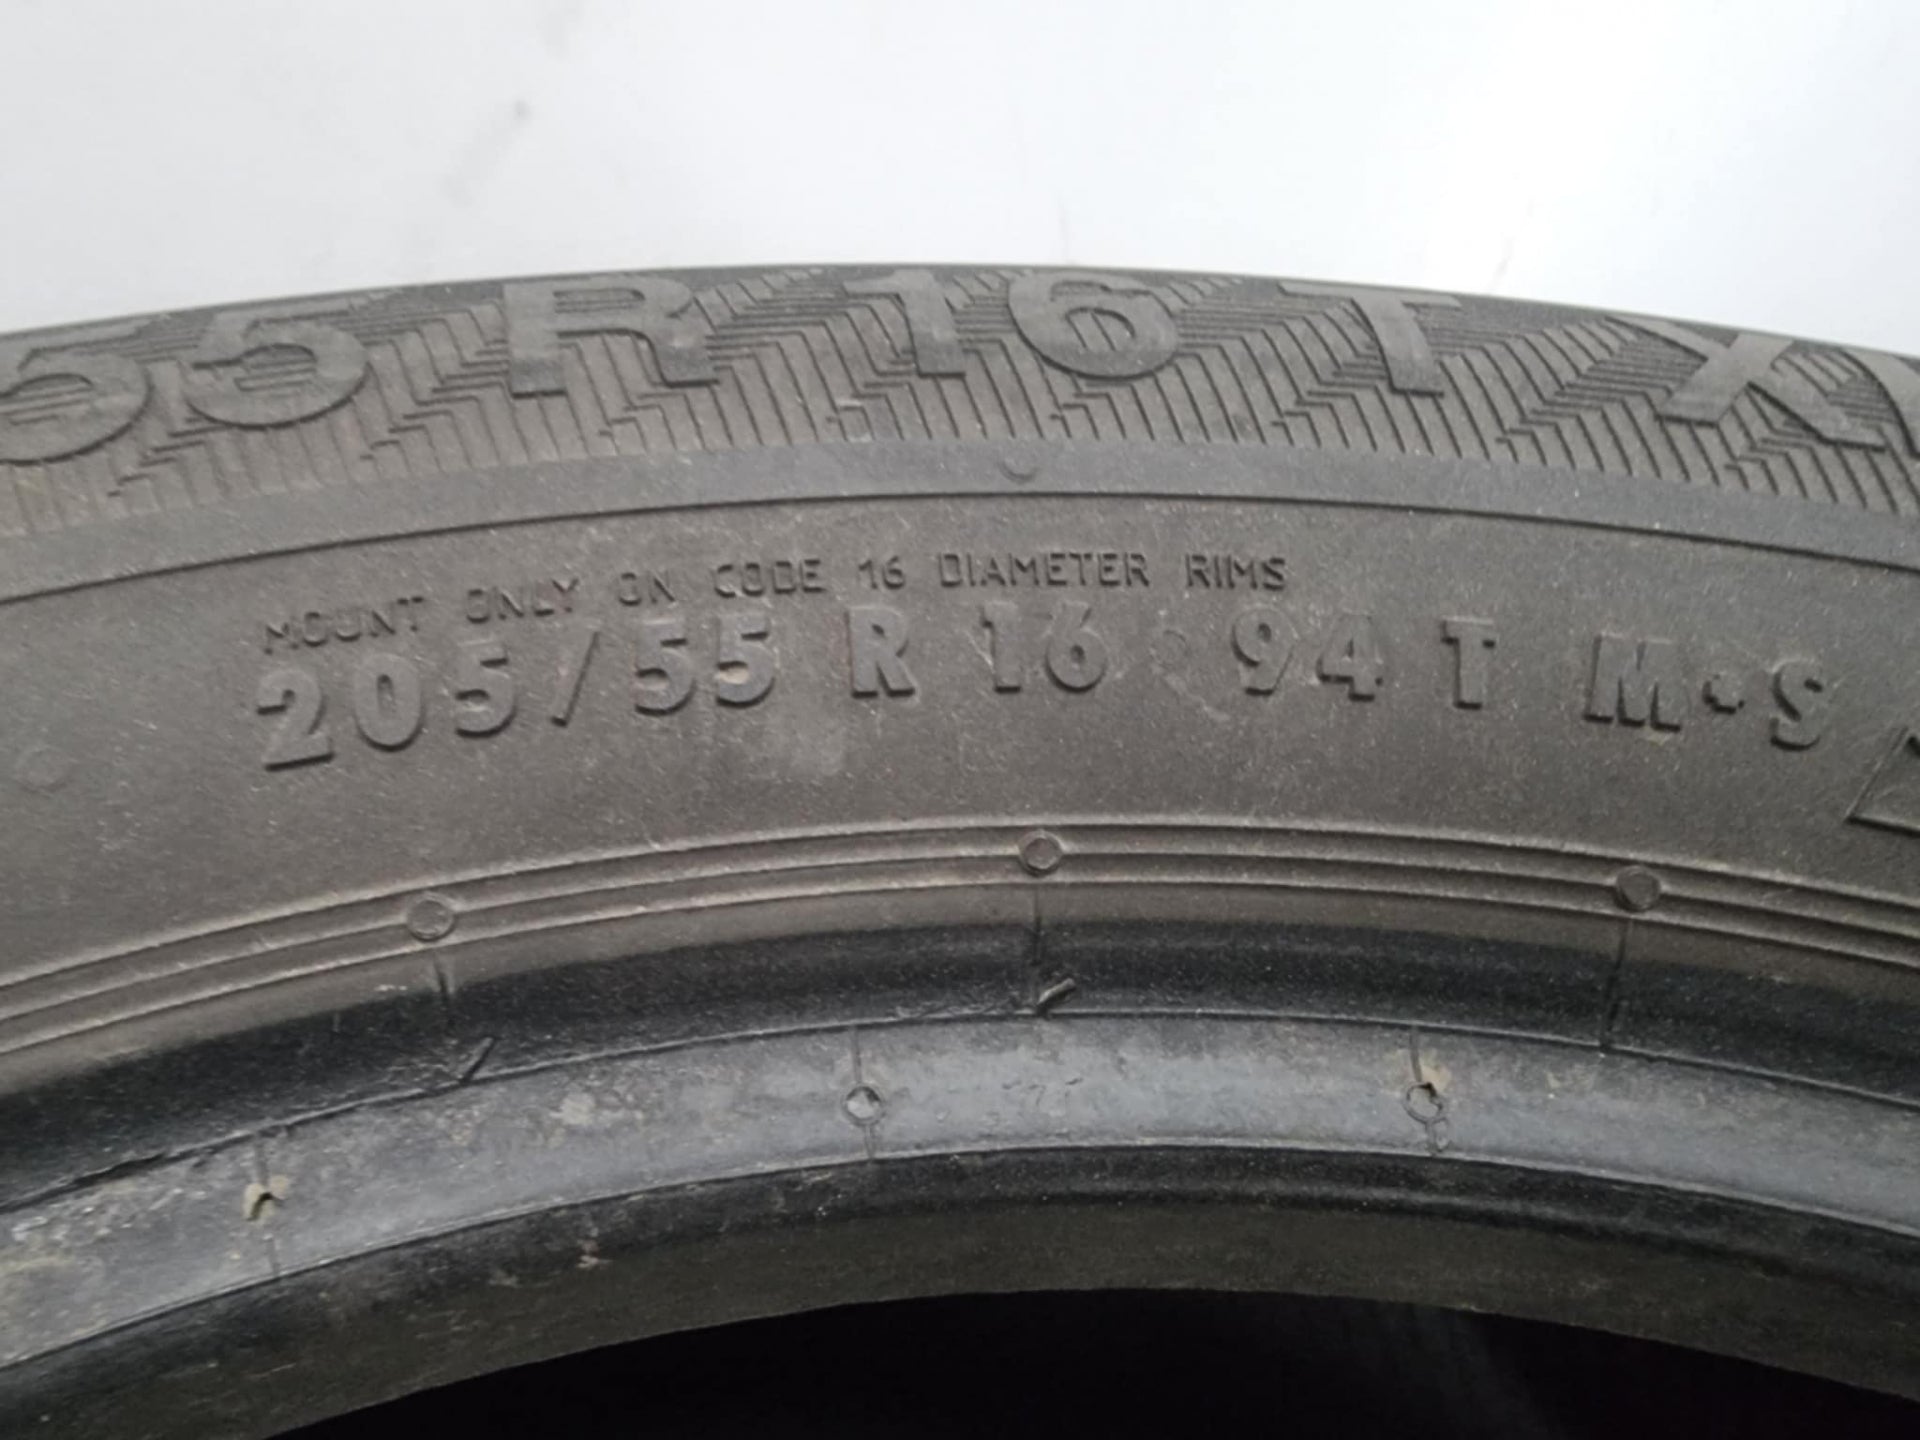 55 R 16 T X
MOUNT ONLY ON CODE 16 DIAMETER RIMS
205/55 R 16 94 T M·S